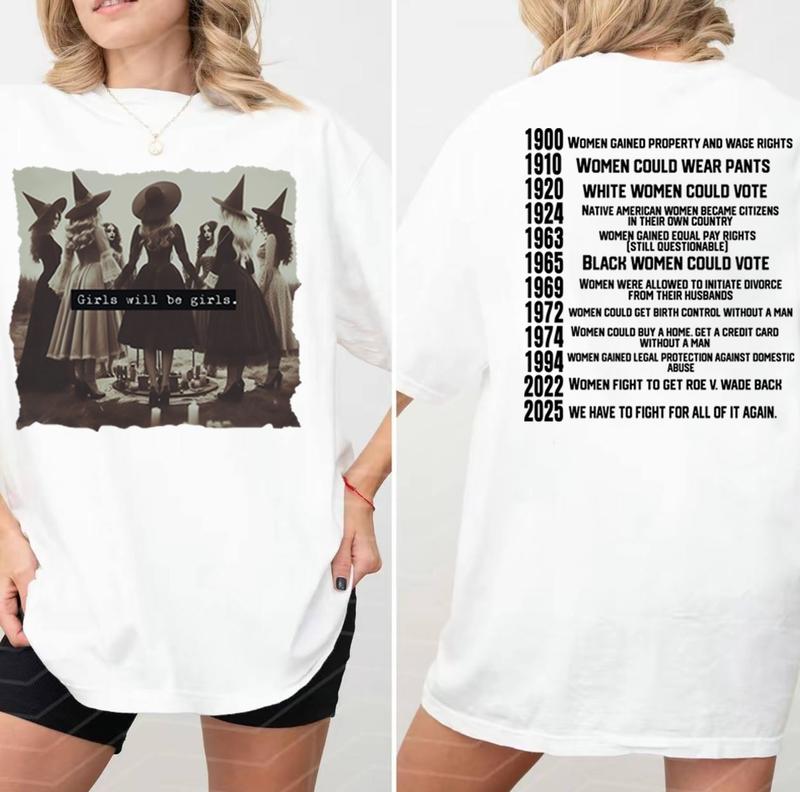 Girls will be girls.
1900 WOMEN GAINED PROPERTY AND WAGE RIGHTS
1910 WOMEN COULD WEAR PANTS
1920 WHITE WOMEN COULD VOTE
1924 NATIVE AMERICAN WOMEN BECAME CITIZENS
IN THEIR OWN COUNTRY
1963 WOMEN GAINED EQUAL PAY RIGHTS
(STILL QUESTIONABLE)
1965 BLACK WOMEN COULD VOTE
1969 WOMEN WERE ALLOWED TO INITIATE DIVORCE
FROM THEIR HUSBANDS
1972 WOMEN COULD GET BIRTH CONTROL WITHOUT A MAN
1974 WOMEN COULD BUY A HOME. GET A CREDIT CARD
WITHOUT A MAN
1994 WOMEN GAINED LEGAL PROTECTION AGAINST DOMESTIC
ABUSE
2022 WOMEN FIGHT TO GET ROE V. WADE BACK
2025 WE HAVE TO FIGHT FOR ALL OF IT AGAIN.